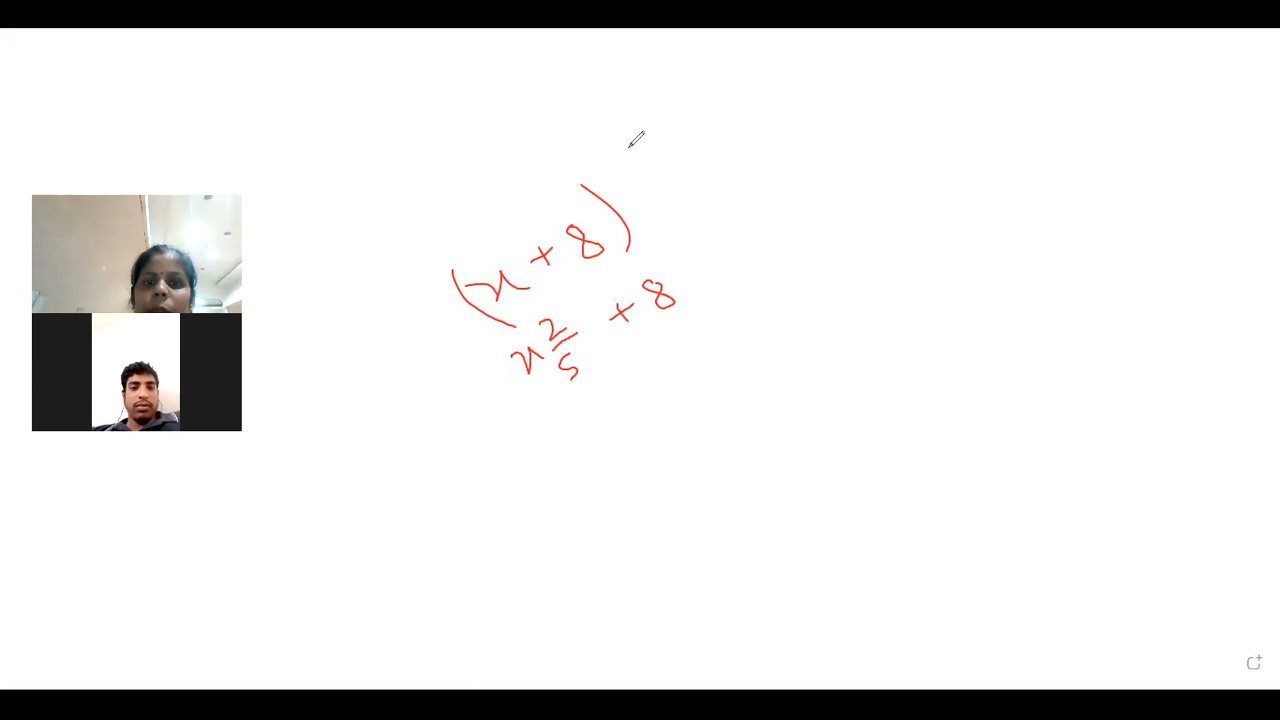 (x + 8)
x 2/5 + 8